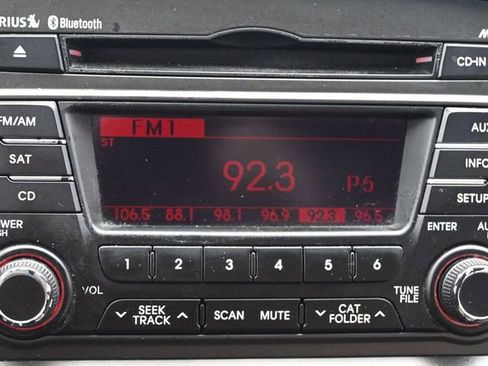 RIUS Bluetooth
CD-IN
FM/AM
SAT
CD
FM1
ST
92.3 P:5
106.5 88.1 98.1 96.9 92.3 96.5
AUX
INFO
SETUP
ENTER
1 2 3 4 5 6
VOL
SEEK
TRACK
SCAN
MUTE
CAT
FOLDER
TUNE
FILE